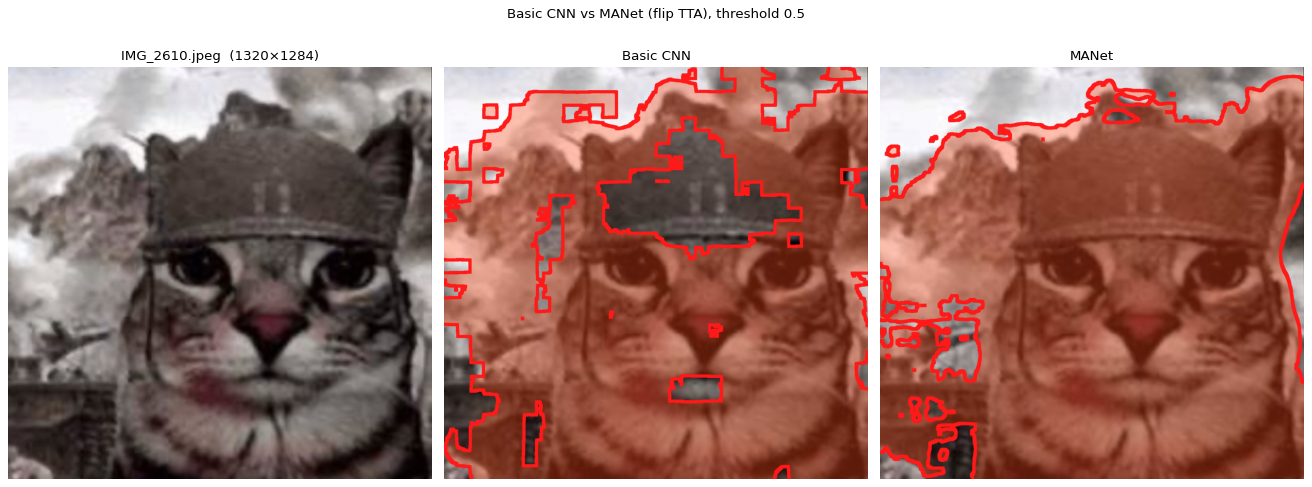 Basic CNN vs MANet (flip TTA), threshold 0.5
IMG_2610.jpeg  (1320×1284)
Basic CNN
MANet